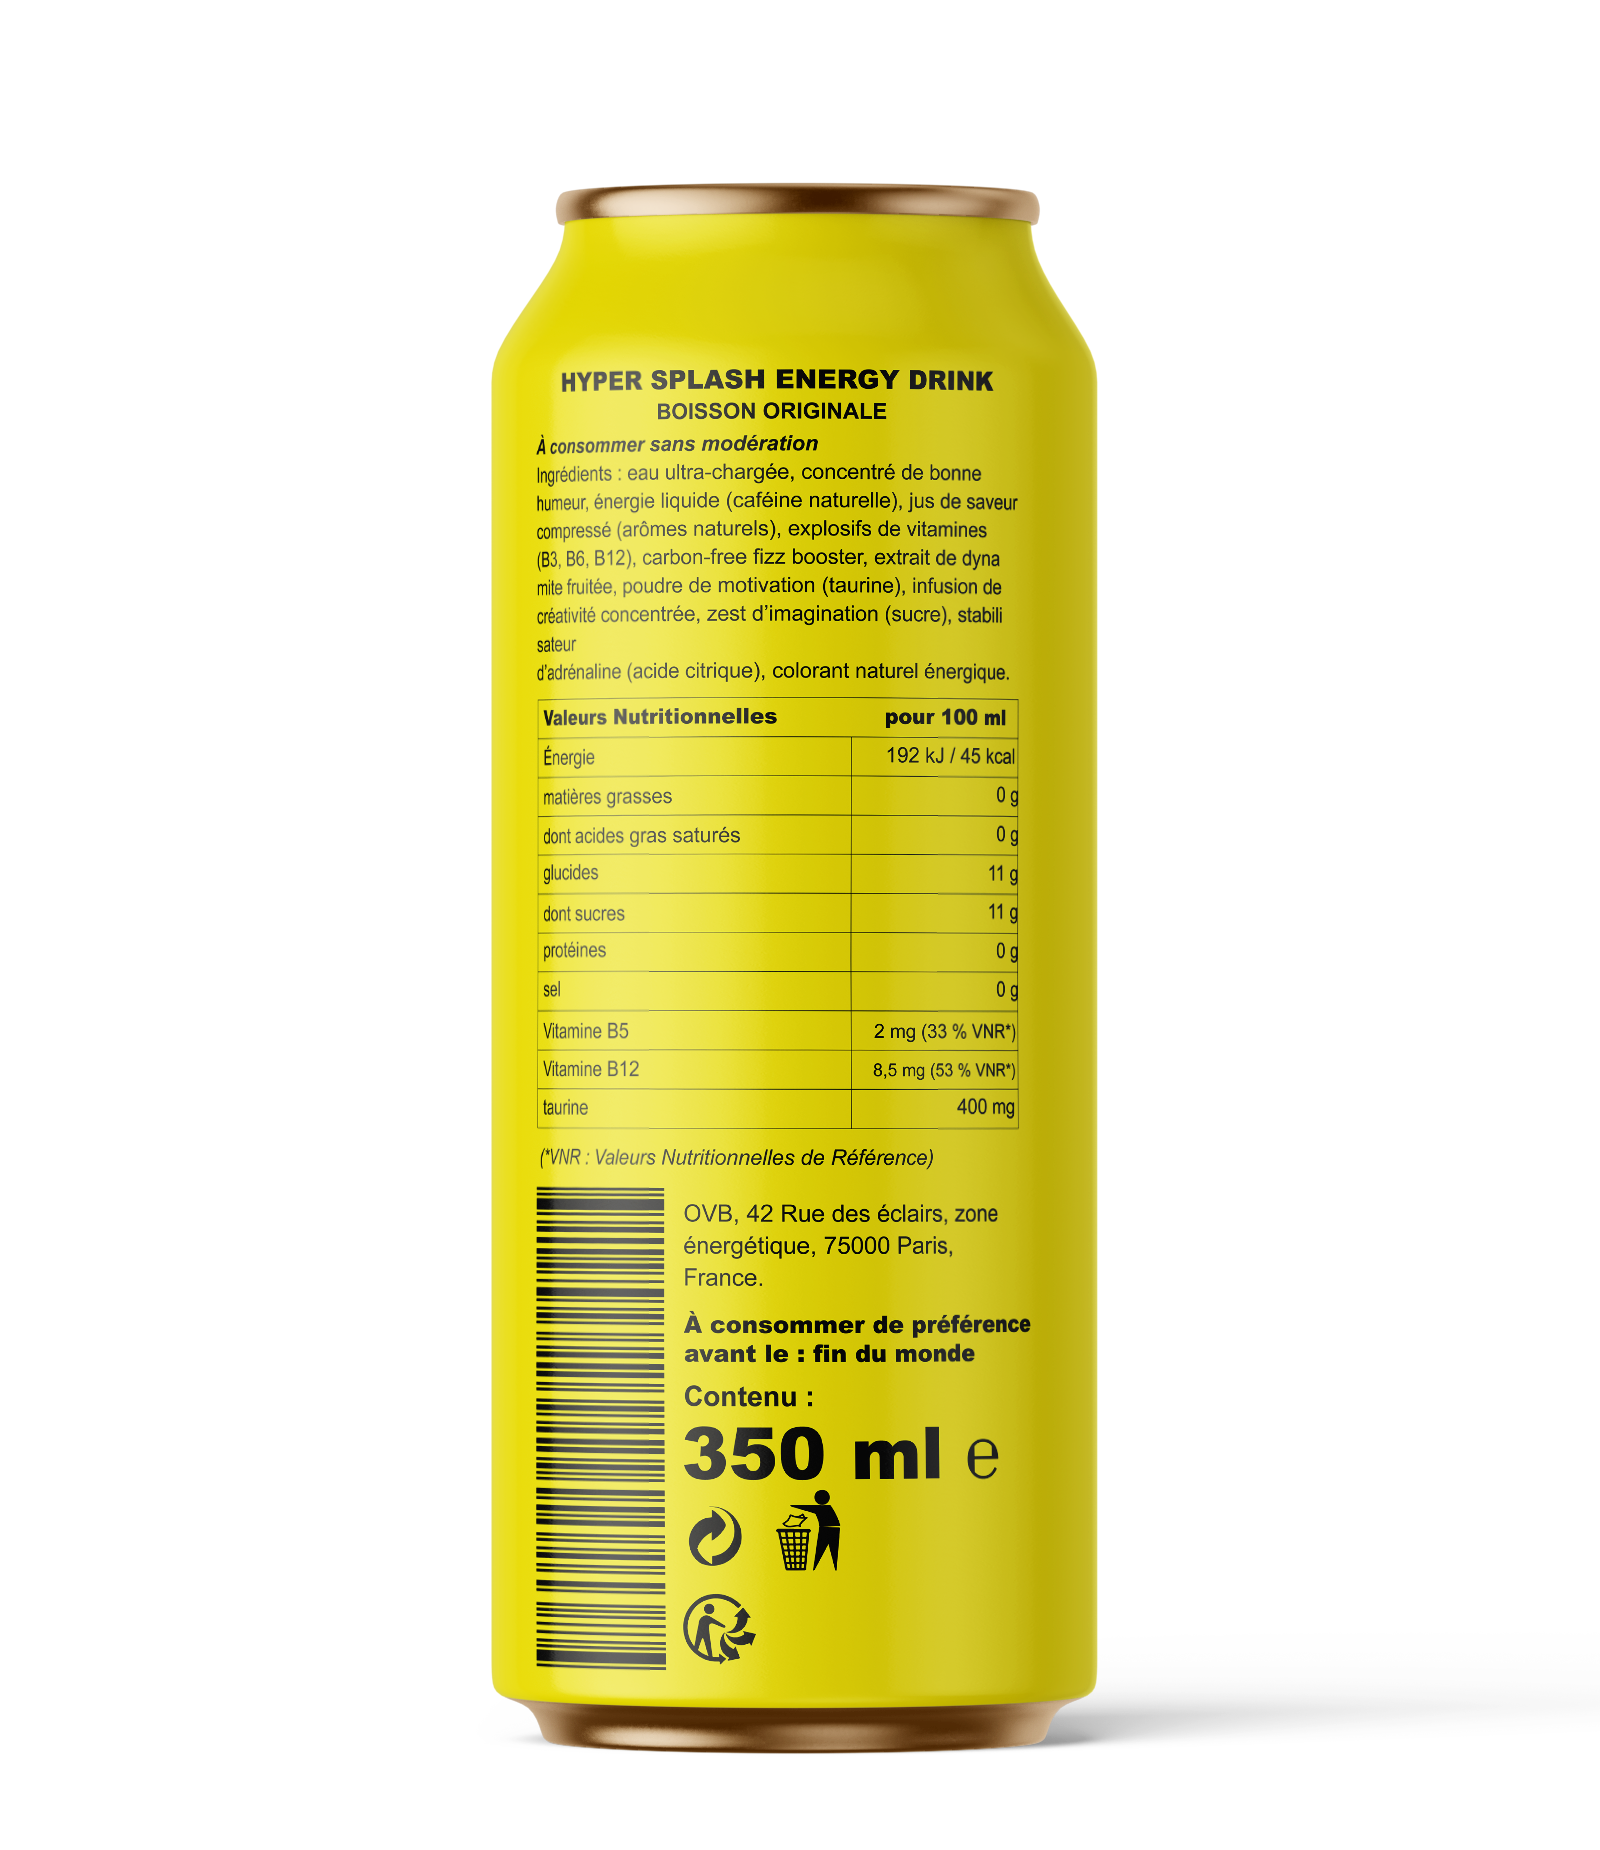 HYPER SPLASH ENERGY DRINK
BOISSON ORIGINALE
À consommer sans modération
Ingrédients : eau ultra-chargée, concentré de bonne
humeur, énergie liquide (caféine naturelle), jus de saveur
compressé (arômes naturels), explosifs de vitamines
(B3, B6, B12), carbon-free fizz booster, extrait de dyna
mite fruitée, poudre de motivation (taurine), infusion de
créativité concentrée, zest d’imagination (sucre), stabili
sateur
d’adrénaline (acide citrique), colorant naturel énergique.
Valeurs Nutritionnelles pour 100 ml
Énergie 192 kJ / 45 kcal
matières grasses 0 g
dont acides gras saturés 0 g
glucides 11 g
dont sucres 11 g
protéines 0 g
sel 0 g
Vitamine B5 2 mg (33 % VNR*)
Vitamine B12 8,5 mg (53 % VNR*)
taurine 400 mg
(*VNR : Valeurs Nutritionnelles de Référence)
OVB, 42 Rue des éclairs, zone
énergétique, 75000 Paris,
France.
À consommer de préférence
avant le : fin du monde
Contenu :
350 ml e